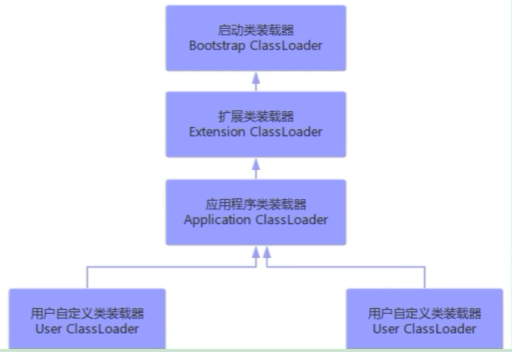 启动类装载器
Bootstrap ClassLoader
扩展类装载器
Extension ClassLoader
应用程序类装载器
Application ClassLoader
用户自定义类装载器
User ClassLoader
用户自定义类装载器
User ClassLoader